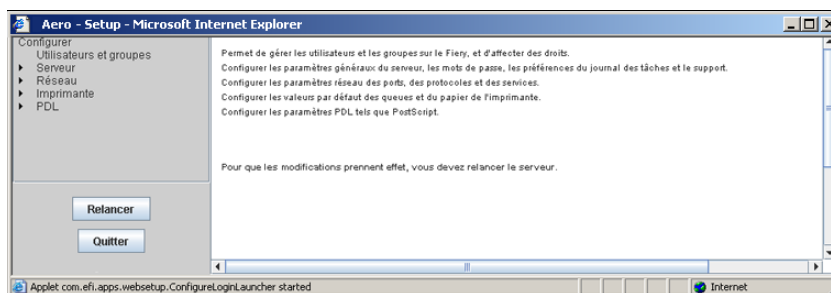 Aero - Setup - Microsoft Internet Explorer
Configurer
Utilisateurs et groupes
Serveur
Réseau
Imprimante
PDL
Permet de gérer les utilisateurs et les groupes sur le Fiery, et d'affecter des droits.
Configurer les paramètres généraux du serveur, les mots de passe, les préférences du journal des tâches et le support.
Configurer les paramètres réseau des ports, des protocoles et des services.
Configurer les valeurs par défaut des queues et du papier de l'imprimante.
Configurer les paramètres PDL tels que PostScript.
Pour que les modifications prennent effet, vous devez relancer le serveur.
Relancer
Quitter
Applet com.efi.apps.websetup.ConfigureLoginLauncher started
Internet